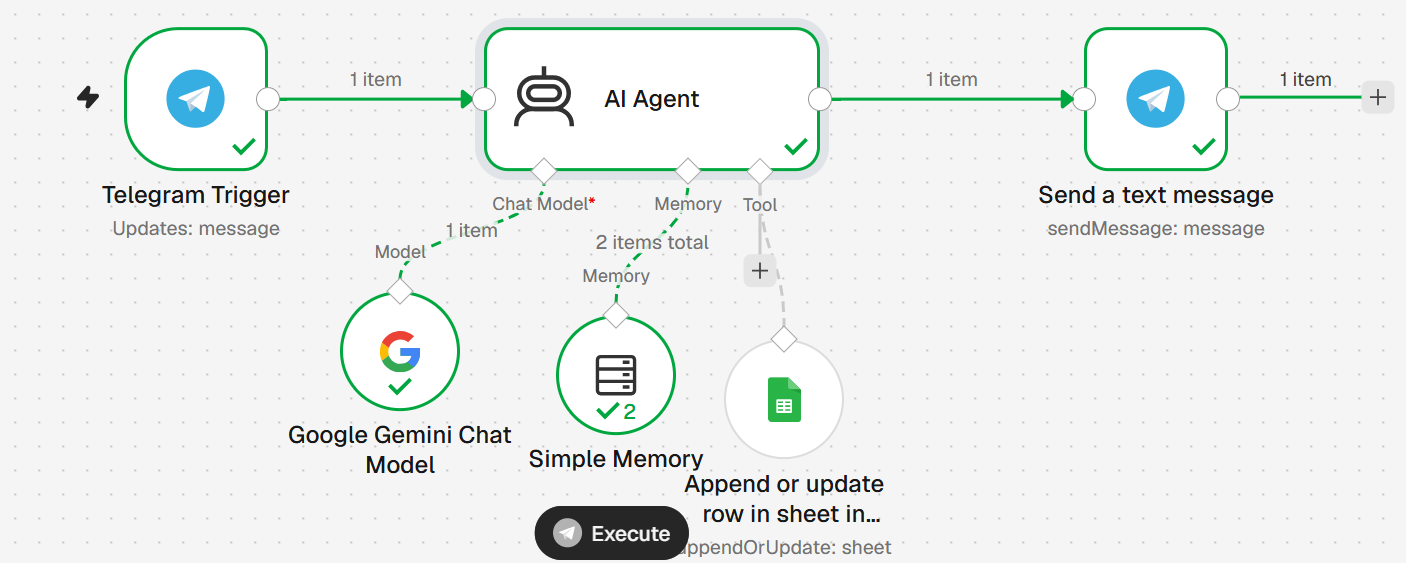 1 item
AI Agent
1 item
1 item
Telegram Trigger
Updates: message
Chat Model*
Memory
Tool
Send a text message
sendMessage: message
1 item
2 items total
Model
Memory
2
Google Gemini Chat
Model
Simple Memory
Append or update
row in sheet in...
Execute
appendOrUpdate: sheet